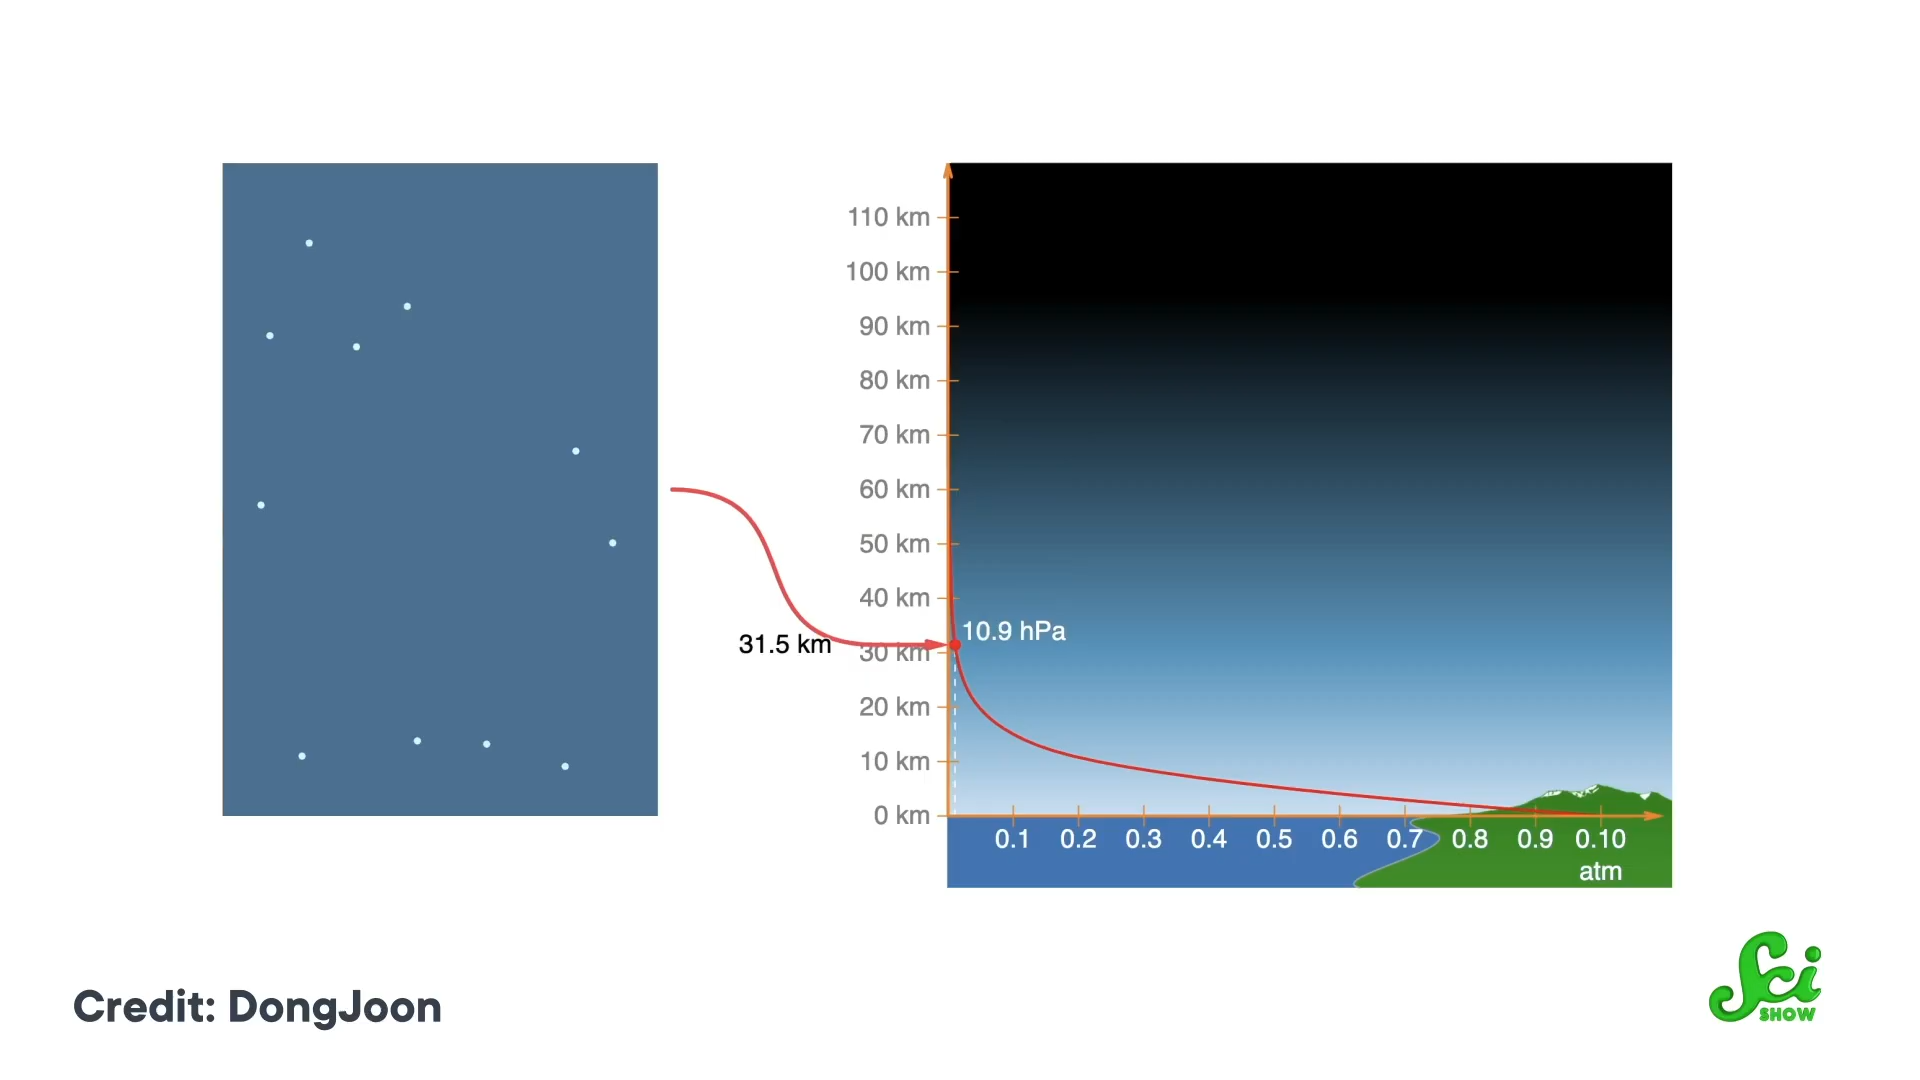 110 km
100 km
90 km
80 km
70 km
60 km
50 km
40 km
10.9 hPa
31.5 km
30 km
20 km
10 km
0 km
0.1 0.2 0.3 0.4 0.5 0.6 0.7 0.8 0.9 0.10
atm
Credit: DongJoon
Sci
SHOW